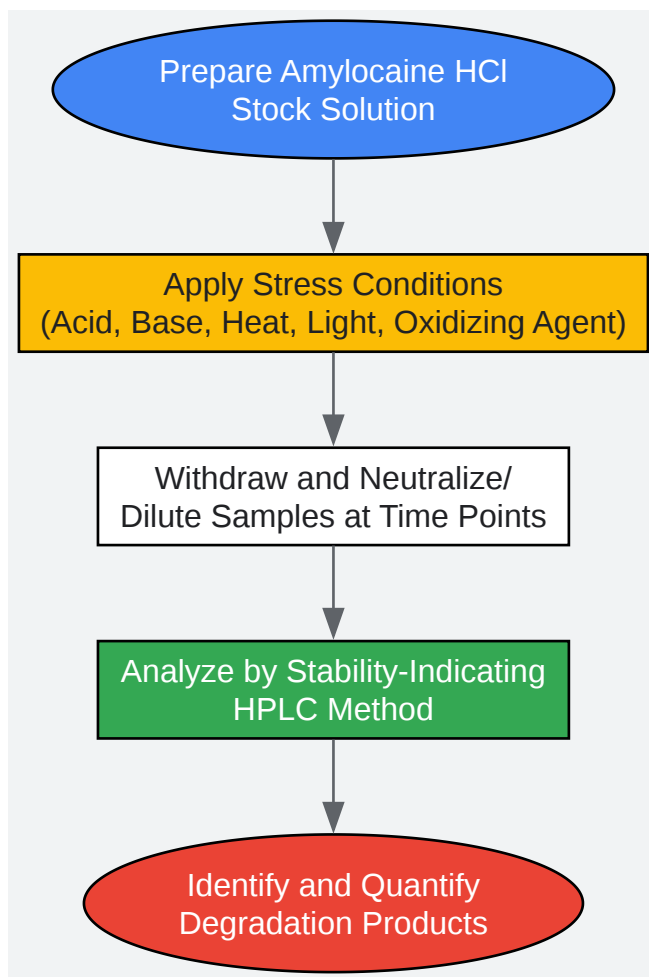 Prepare Amylocaine HCl
Stock Solution
Apply Stress Conditions
(Acid, Base, Heat, Light, Oxidizing Agent)
Withdraw and Neutralize/
Dilute Samples at Time Points
Analyze by Stability-Indicating
HPLC Method
Identify and Quantify
Degradation Products